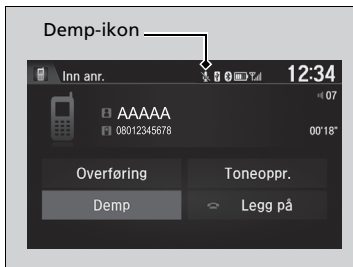 Demp-ikon
Inn anr.
12:34
07
AAAAA
08012345678
00'18"
Overføring
Toneoppr.
Demp
Legg på